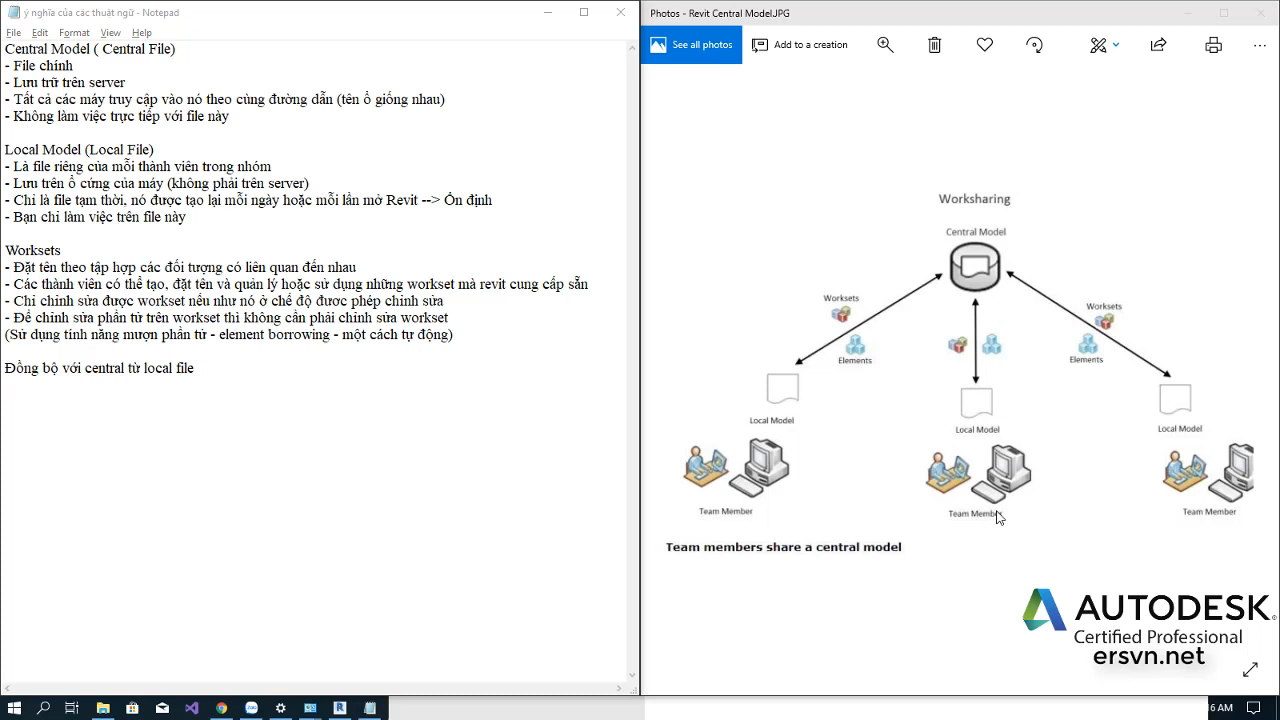 ý nghĩa của các thuật ngữ - Notepad
File Edit Format View Help
Central Model ( Central File)
- File chính
- Lưu trữ trên server
- Tất cả các máy truy cập vào nó theo cùng đường dẫn (tên ổ giống nhau)
- Không làm việc trực tiếp với file này
Local Model (Local File)
- Là file riêng của mỗi thành viên trong nhóm
- Lưu trên ổ cứng của máy (không phải trên server)
- Chỉ là file tạm thời, nó được tạo lại mỗi ngày hoặc mỗi lần mở Revit --> Ổn định
- Bạn chỉ làm việc trên file này
Worksets
- Đặt tên theo tập hợp các đối tượng có liên quan đến nhau
- Các thành viên có thể tạo, đặt tên và quản lý hoặc sử dụng những workset mà revit cung cấp sẵn
- Chỉ chỉnh sửa được workset nếu như nó ở chế độ đươc phép chỉnh sửa
- Để chỉnh sửa phần tử trên workset thì không cần phải chỉnh sửa workset
(Sử dụng tính năng mượn phần tử - element borrowing - một cách tự động)
Đồng bộ với central từ local file
Photos - Revit Central Model.JPG
See all photos Add to a creation
Worksharing
Central Model
Worksets
Elements
Worksets
Elements
Local Model
Local Model
Local Model
Team Member
Team Member
Team Member
Team members share a central model
AUTODESK
Certified Professional
ersvn.net
16 AM